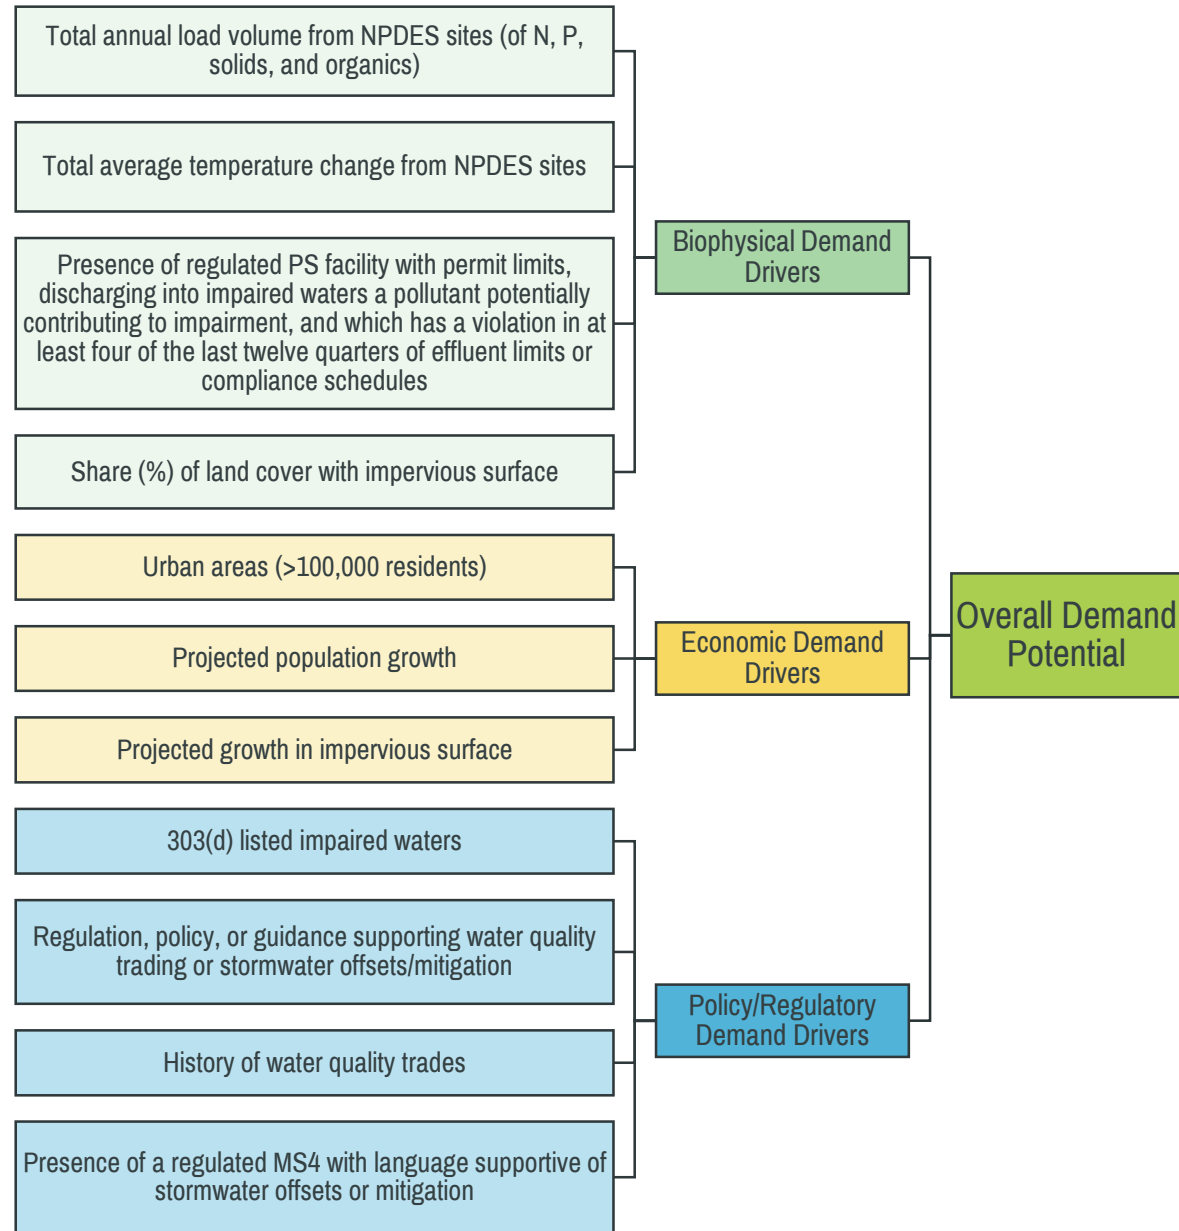 Total annual load volume from NPDES sites (of N, P,
solids, and organics)
Total average temperature change from NPDES sites
Presence of regulated PS facility with permit limits,
discharging into impaired waters a pollutant potentially
contributing to impairment, and which has a violation in at
least four of the last twelve quarters of effluent limits or
compliance schedules
Share (%) of land cover with impervious surface
Biophysical Demand
Drivers
Urban areas (>100,000 residents)
Projected population growth
Projected growth in impervious surface
Economic Demand
Drivers
303(d) listed impaired waters
Regulation, policy, or guidance supporting water quality
trading or stormwater offsets/mitigation
History of water quality trades
Presence of a regulated MS4 with language supportive of
stormwater offsets or mitigation
Policy/Regulatory
Demand Drivers
Overall Demand
Potential